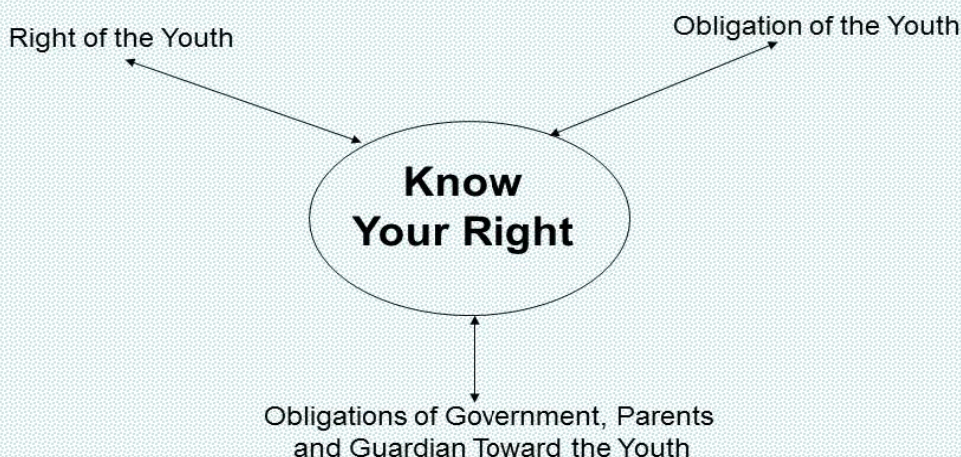 Right of the Youth
Obligation of the Youth
Know
Your Right
Obligations of Government, Parents
and Guardian Toward the Youth